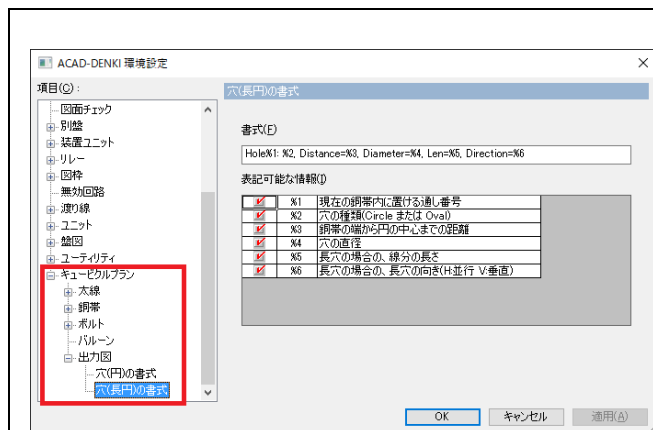 ACAD-DENKI 環境設定
項目(C):
図面チェック
別盤
装置ユニット
リレー
図枠
無効回路
渡り線
ユニット
盤図
ユーティリティ
キュービクルプラン
太線
銅帯
ボルト
バルーン
出力図
穴(円)の書式
穴(長円)の書式
穴(長円)の書式
書式(F)
Hole%1: %2, Distance=%3, Diameter=%4, Len=%5, Direction=%6
表記可能な情報(I)
%1 現在の銅帯内に置ける通し番号
%2 穴の種類(Circle または Oval)
%3 銅帯の端から円の中心までの距離
%4 穴の直径
%5 長穴の場合の、線分の長さ
%6 長穴の場合の、長穴の向き(H:並行 V:垂直)
OK キャンセル 適用(A)